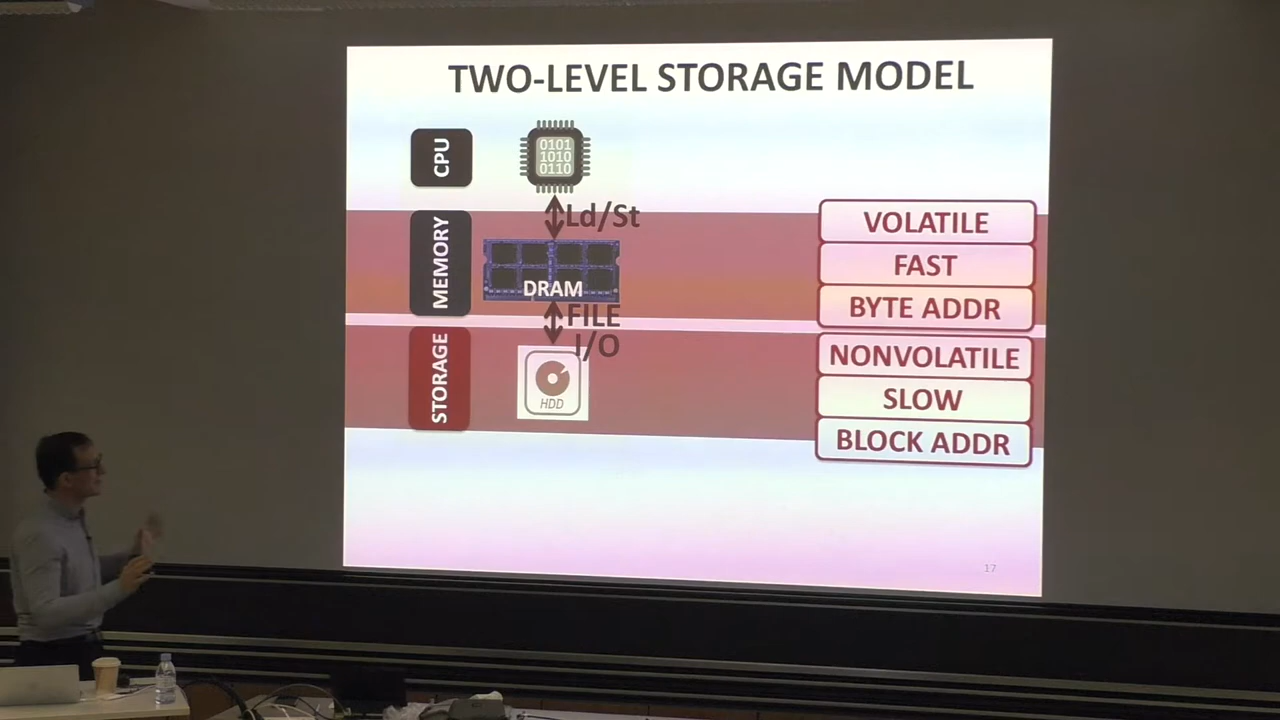 TWO-LEVEL STORAGE MODEL
CPU
0101
1010
0110
Ld/St
MEMORY
DRAM
VOLATILE
FAST
BYTE ADDR
FILE
I/O
STORAGE
HDD
NONVOLATILE
SLOW
BLOCK ADDR
17